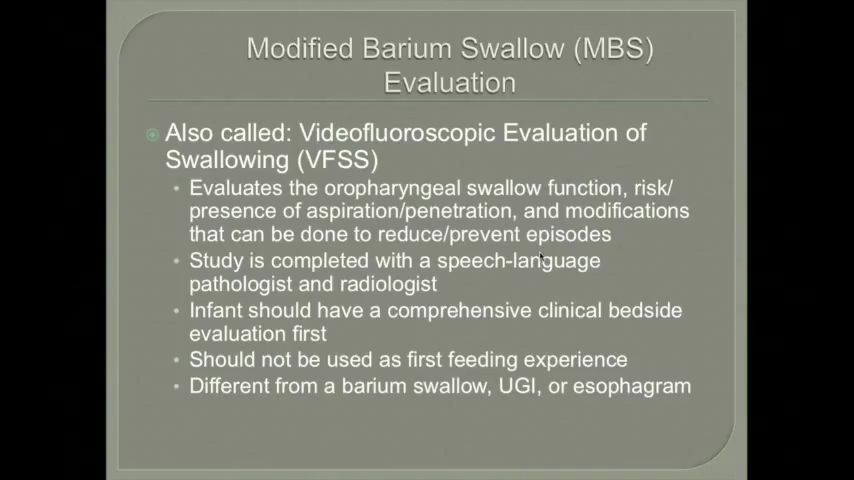 Modified Barium Swallow (MBS)
Evaluation
Also called: Videofluoroscopic Evaluation of
Swallowing (VFSS)
• Evaluates the oropharyngeal swallow function, risk/
presence of aspiration/penetration, and modifications
that can be done to reduce/prevent episodes
• Study is completed with a speech-language
pathologist and radiologist
• Infant should have a comprehensive clinical bedside
evaluation first
• Should not be used as first feeding experience
• Different from a barium swallow, UGI, or esophagram